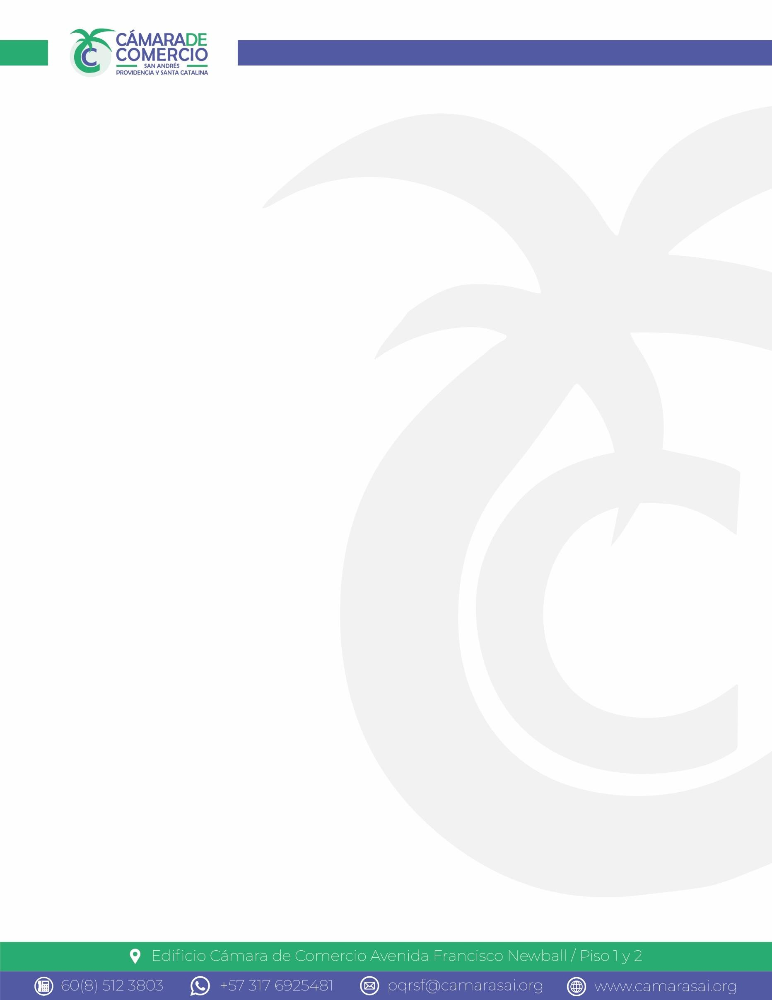 CÁMARADE
COMERCIO
SAN ANDRÉS
PROVIDENCIA Y SANTA CATALINA
Edificio Cámara de Comercio Avenida Francisco Newball / Piso 1 y 2
60(8) 512 3803 +57 317 6925481 pqrsf@camarasai.org www.camarasai.org